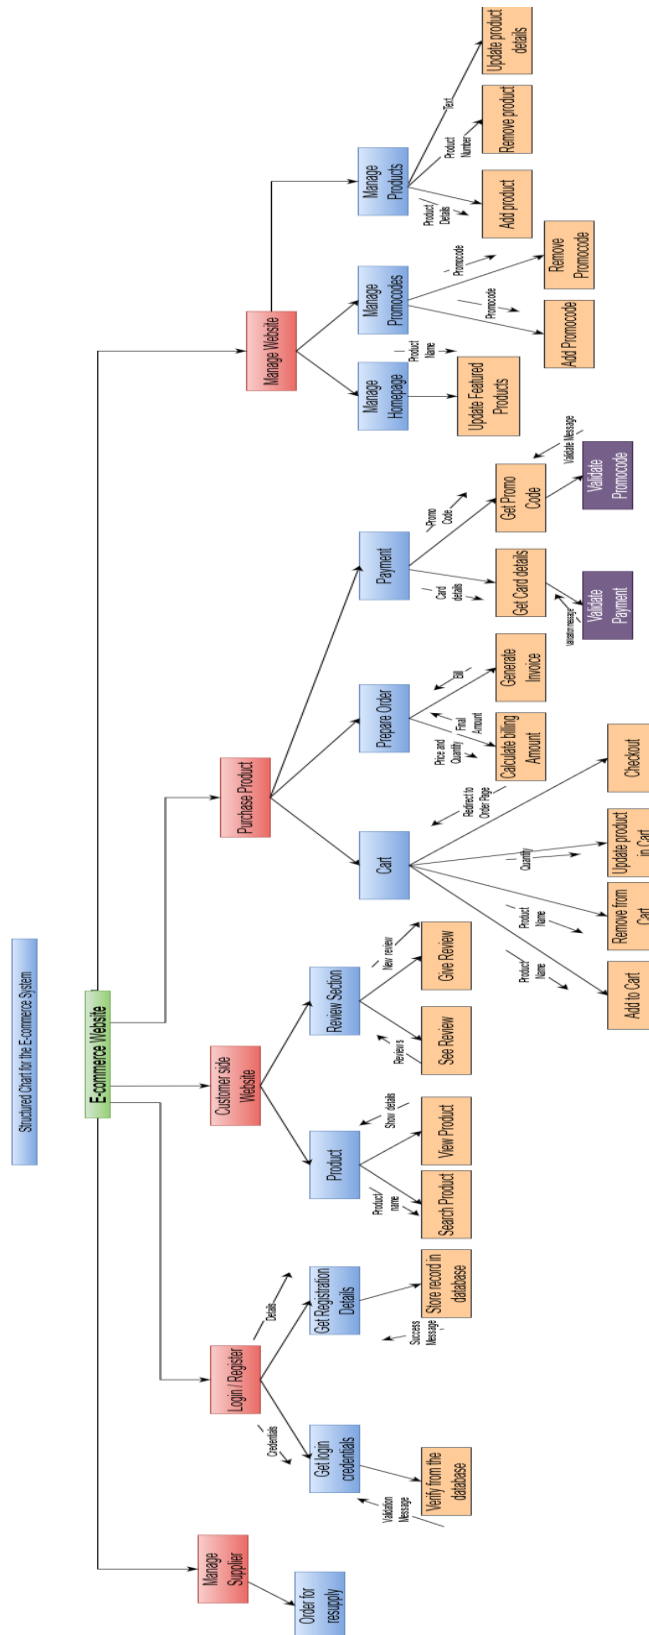 Structured Chart for the E-commerce System
E-commerce Website
Manage
Supplier
Login / Register
Customer side
Website
Purchase Product
Manage Website
Order for
resupply
Credentials
Details
Get login
credentials
Get Registration
Details
Validation
Message
Success
Message
Verify from the
database
Store record in
database
Product
Review Section
Product
name
Show details
Reviews
New review
Search Product
View Product
See Review
Give Review
Cart
Prepare Order
Payment
Product
Name
Product
Name
Quantity
Redirect to
Order Page
Add to Cart
Remove from
Cart
Update product
in Cart
Checkout
Price and
Quantity
Final
Amount
Bill
Calculate billing
Amount
Generate
Invoice
Card
details
Promo
Code
Get Card details
Get Promo
Code
Validation message
Validate Message
Validate
Payment
Validate
Promocode
Manage
Homepage
Manage
Promocodes
Manage
Products
Product
Name
Update Featured
Products
Promocode
Promocode
Add Promocode
Remove
Promocode
Product
Details
Product
Number
Text
Add product
Remove product
Update product
details